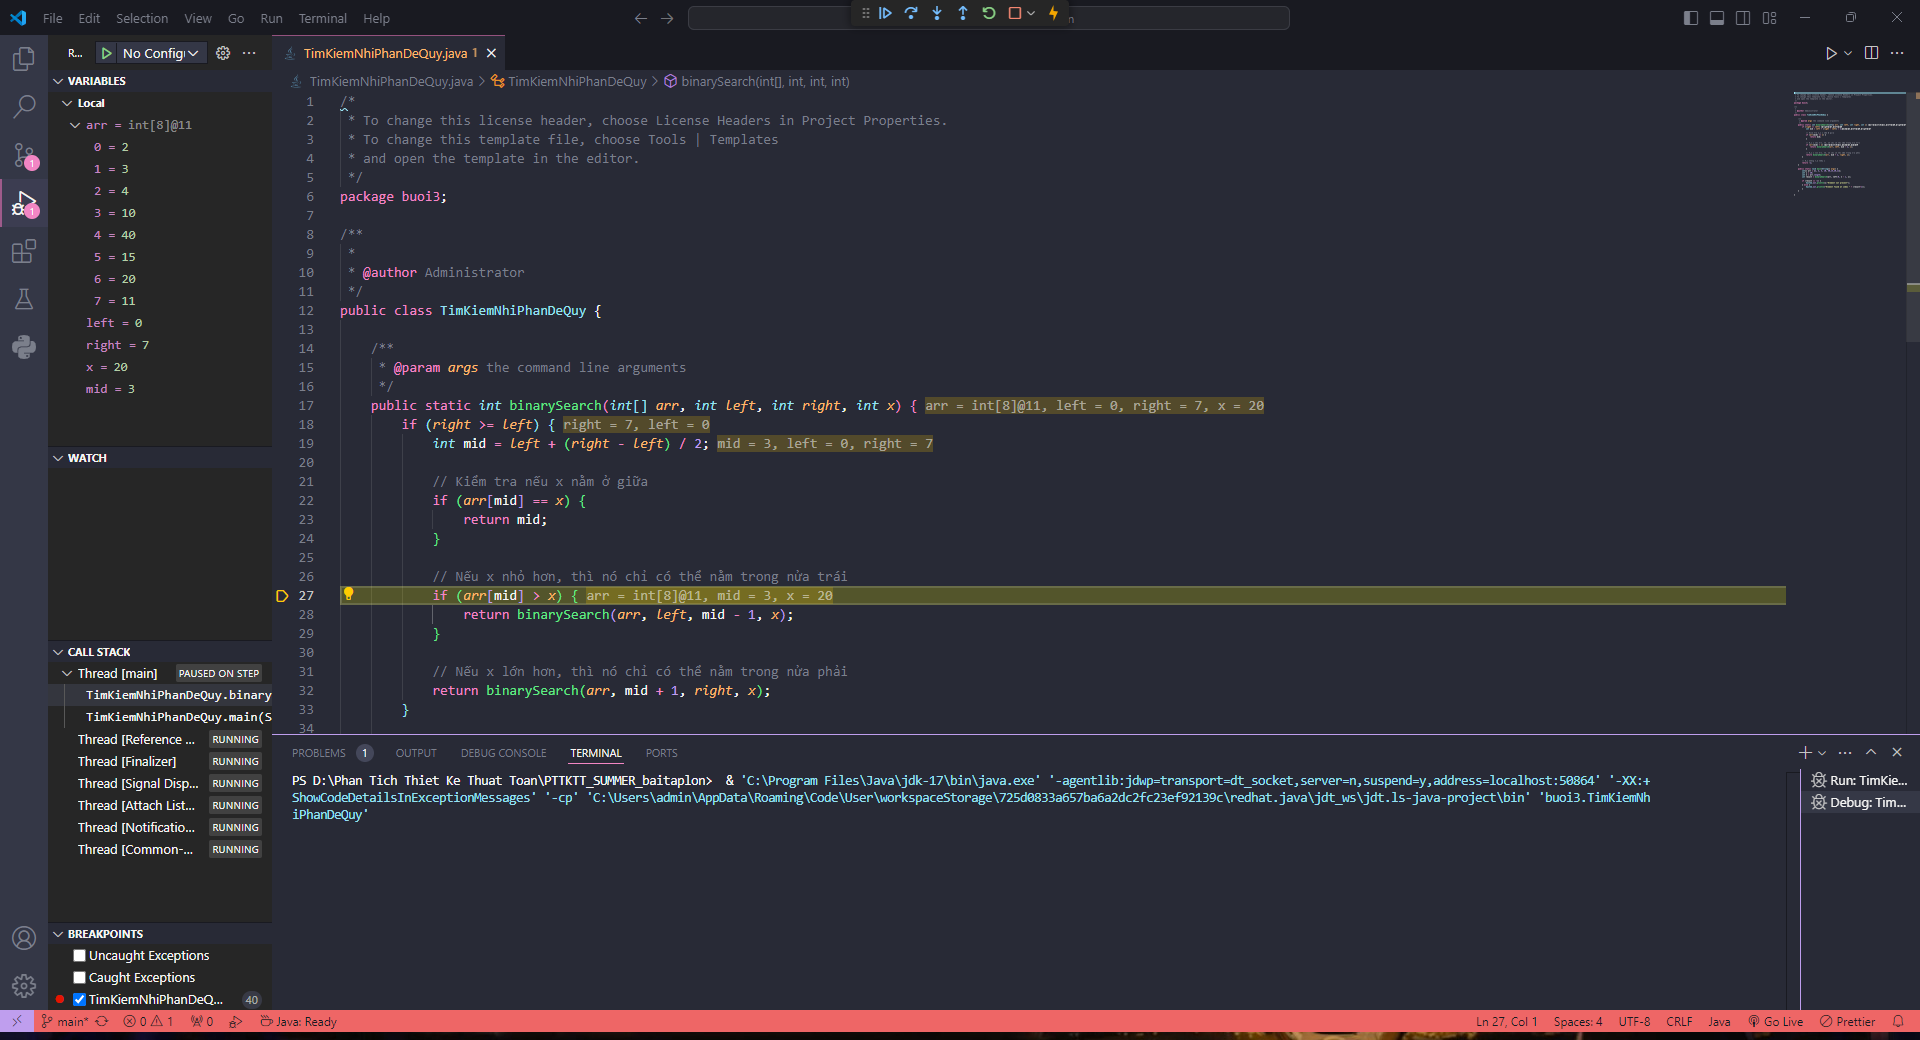 File Edit Selection View Go Run Terminal Help
R... No Config
VARIABLES
Local
arr = int[8]@11
0 = 2
1 = 3
2 = 4
3 = 10
4 = 40
5 = 15
6 = 20
7 = 11
left = 0
right = 7
x = 20
mid = 3
WATCH
CALL STACK
Thread [main] PAUSED ON STEP
TimKiemNhiPhanDeQuy.binary
TimKiemNhiPhanDeQuy.main(S
Thread [Reference ... RUNNING
Thread [Finalizer] RUNNING
Thread [Signal Disp... RUNNING
Thread [Attach List... RUNNING
Thread [Notificatio... RUNNING
Thread [Common-... RUNNING
BREAKPOINTS
Uncaught Exceptions
Caught Exceptions
TimKiemNhiPhanDeQ... 40
TimKiemNhiPhanDeQuy.java 1
TimKiemNhiPhanDeQuy.java > TimKiemNhiPhanDeQuy > binarySearch(int[], int, int, int)
1 /*
2 * To change this license header, choose License Headers in Project Properties.
3 * To change this template file, choose Tools | Templates
4 * and open the template in the editor.
5 */
6 package buoi3;
7
8 /**
9 *
10 * @author Administrator
11 */
12 public class TimKiemNhiPhanDeQuy {
13
14 /**
15 * @param args the command line arguments
16 */
17 public static int binarySearch(int[] arr, int left, int right, int x) { arr = int[8]@11, left = 0, right = 7, x = 20
18 if (right >= left) { right = 7, left = 0
19 int mid = left + (right - left) / 2; mid = 3, left = 0, right = 7
20
21 // Kiểm tra nếu x nằm ở giữa
22 if (arr[mid] == x) {
23 return mid;
24 }
25
26 // Nếu x nhỏ hơn, thì nó chỉ có thể nằm trong nửa trái
27 if (arr[mid] > x) { arr = int[8]@11, mid = 3, x = 20
28 return binarySearch(arr, left, mid - 1, x);
29 }
30
31 // Nếu x lớn hơn, thì nó chỉ có thể nằm trong nửa phải
32 return binarySearch(arr, mid + 1, right, x);
33 }
34
PROBLEMS 1 OUTPUT DEBUG CONSOLE TERMINAL PORTS
PS D:\Phan Tich Thiet Ke Thuat Toan\PTTKTT_SUMMER_baitaplon> & 'C:\Program Files\Java\jdk-17\bin\java.exe' '-agentlib:jdwp=transport=dt_socket,server=n,suspend=y,address=localhost:50864' '-XX:+
ShowCodeDetailsInExceptionMessages' '-cp' 'C:\Users\admin\AppData\Roaming\Code\User\workspaceStorage\725d0833a657ba6a2dc2fc23ef92139c\redhat.java\jdt_ws\jdt.ls-java-project\bin' 'buoi3.TimKiemNh
iPhanDeQuy'
Run: TimKie...
Debug: Tim...
main* 0 1 0 Java: Ready Ln 27, Col 1 Spaces: 4 UTF-8 CRLF Java Go Live Prettier